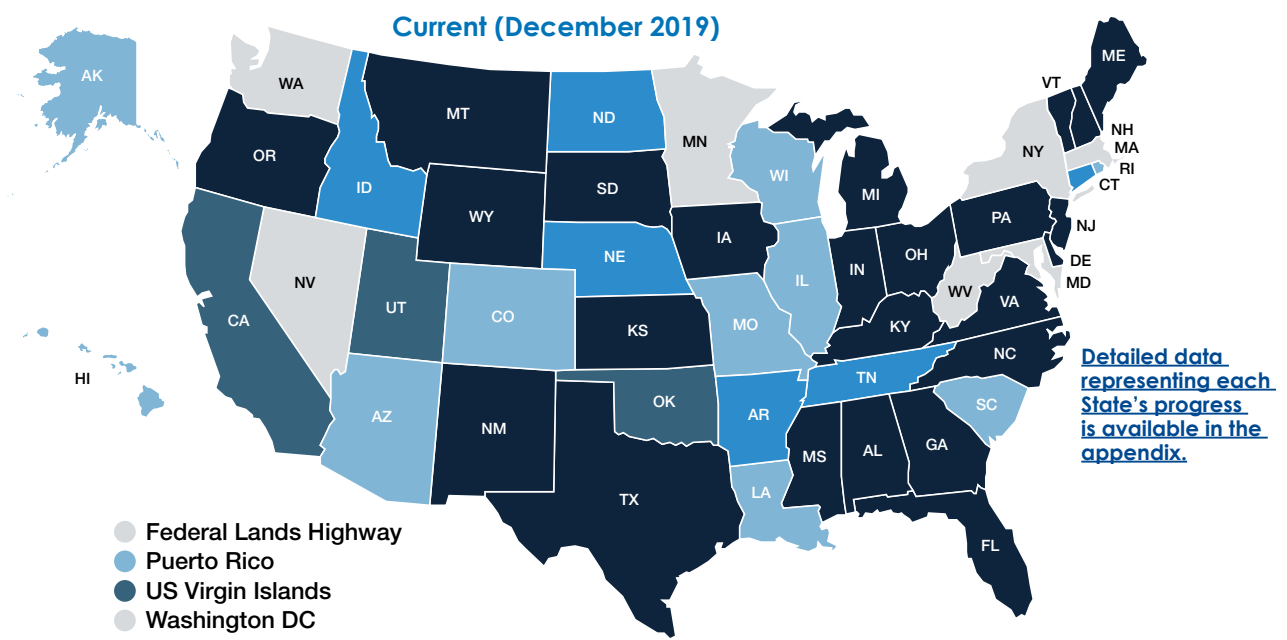 Current (December 2019)
AK
WA
MT
ND
MN
VT
ME
OR
ID
SD
WI
MI
NY
NH
MA
RI
CT
WY
IA
PA
NJ
NE
IN
OH
DE
MD
NV
UT
CO
IL
WV
VA
CA
KS
MO
KY
HI
NC
TN
AZ
NM
OK
AR
SC
MS
AL
GA
LA
TX
FL
Detailed data
representing each
State's progress
is available in the
appendix.
Federal Lands Highway
Puerto Rico
US Virgin Islands
Washington DC